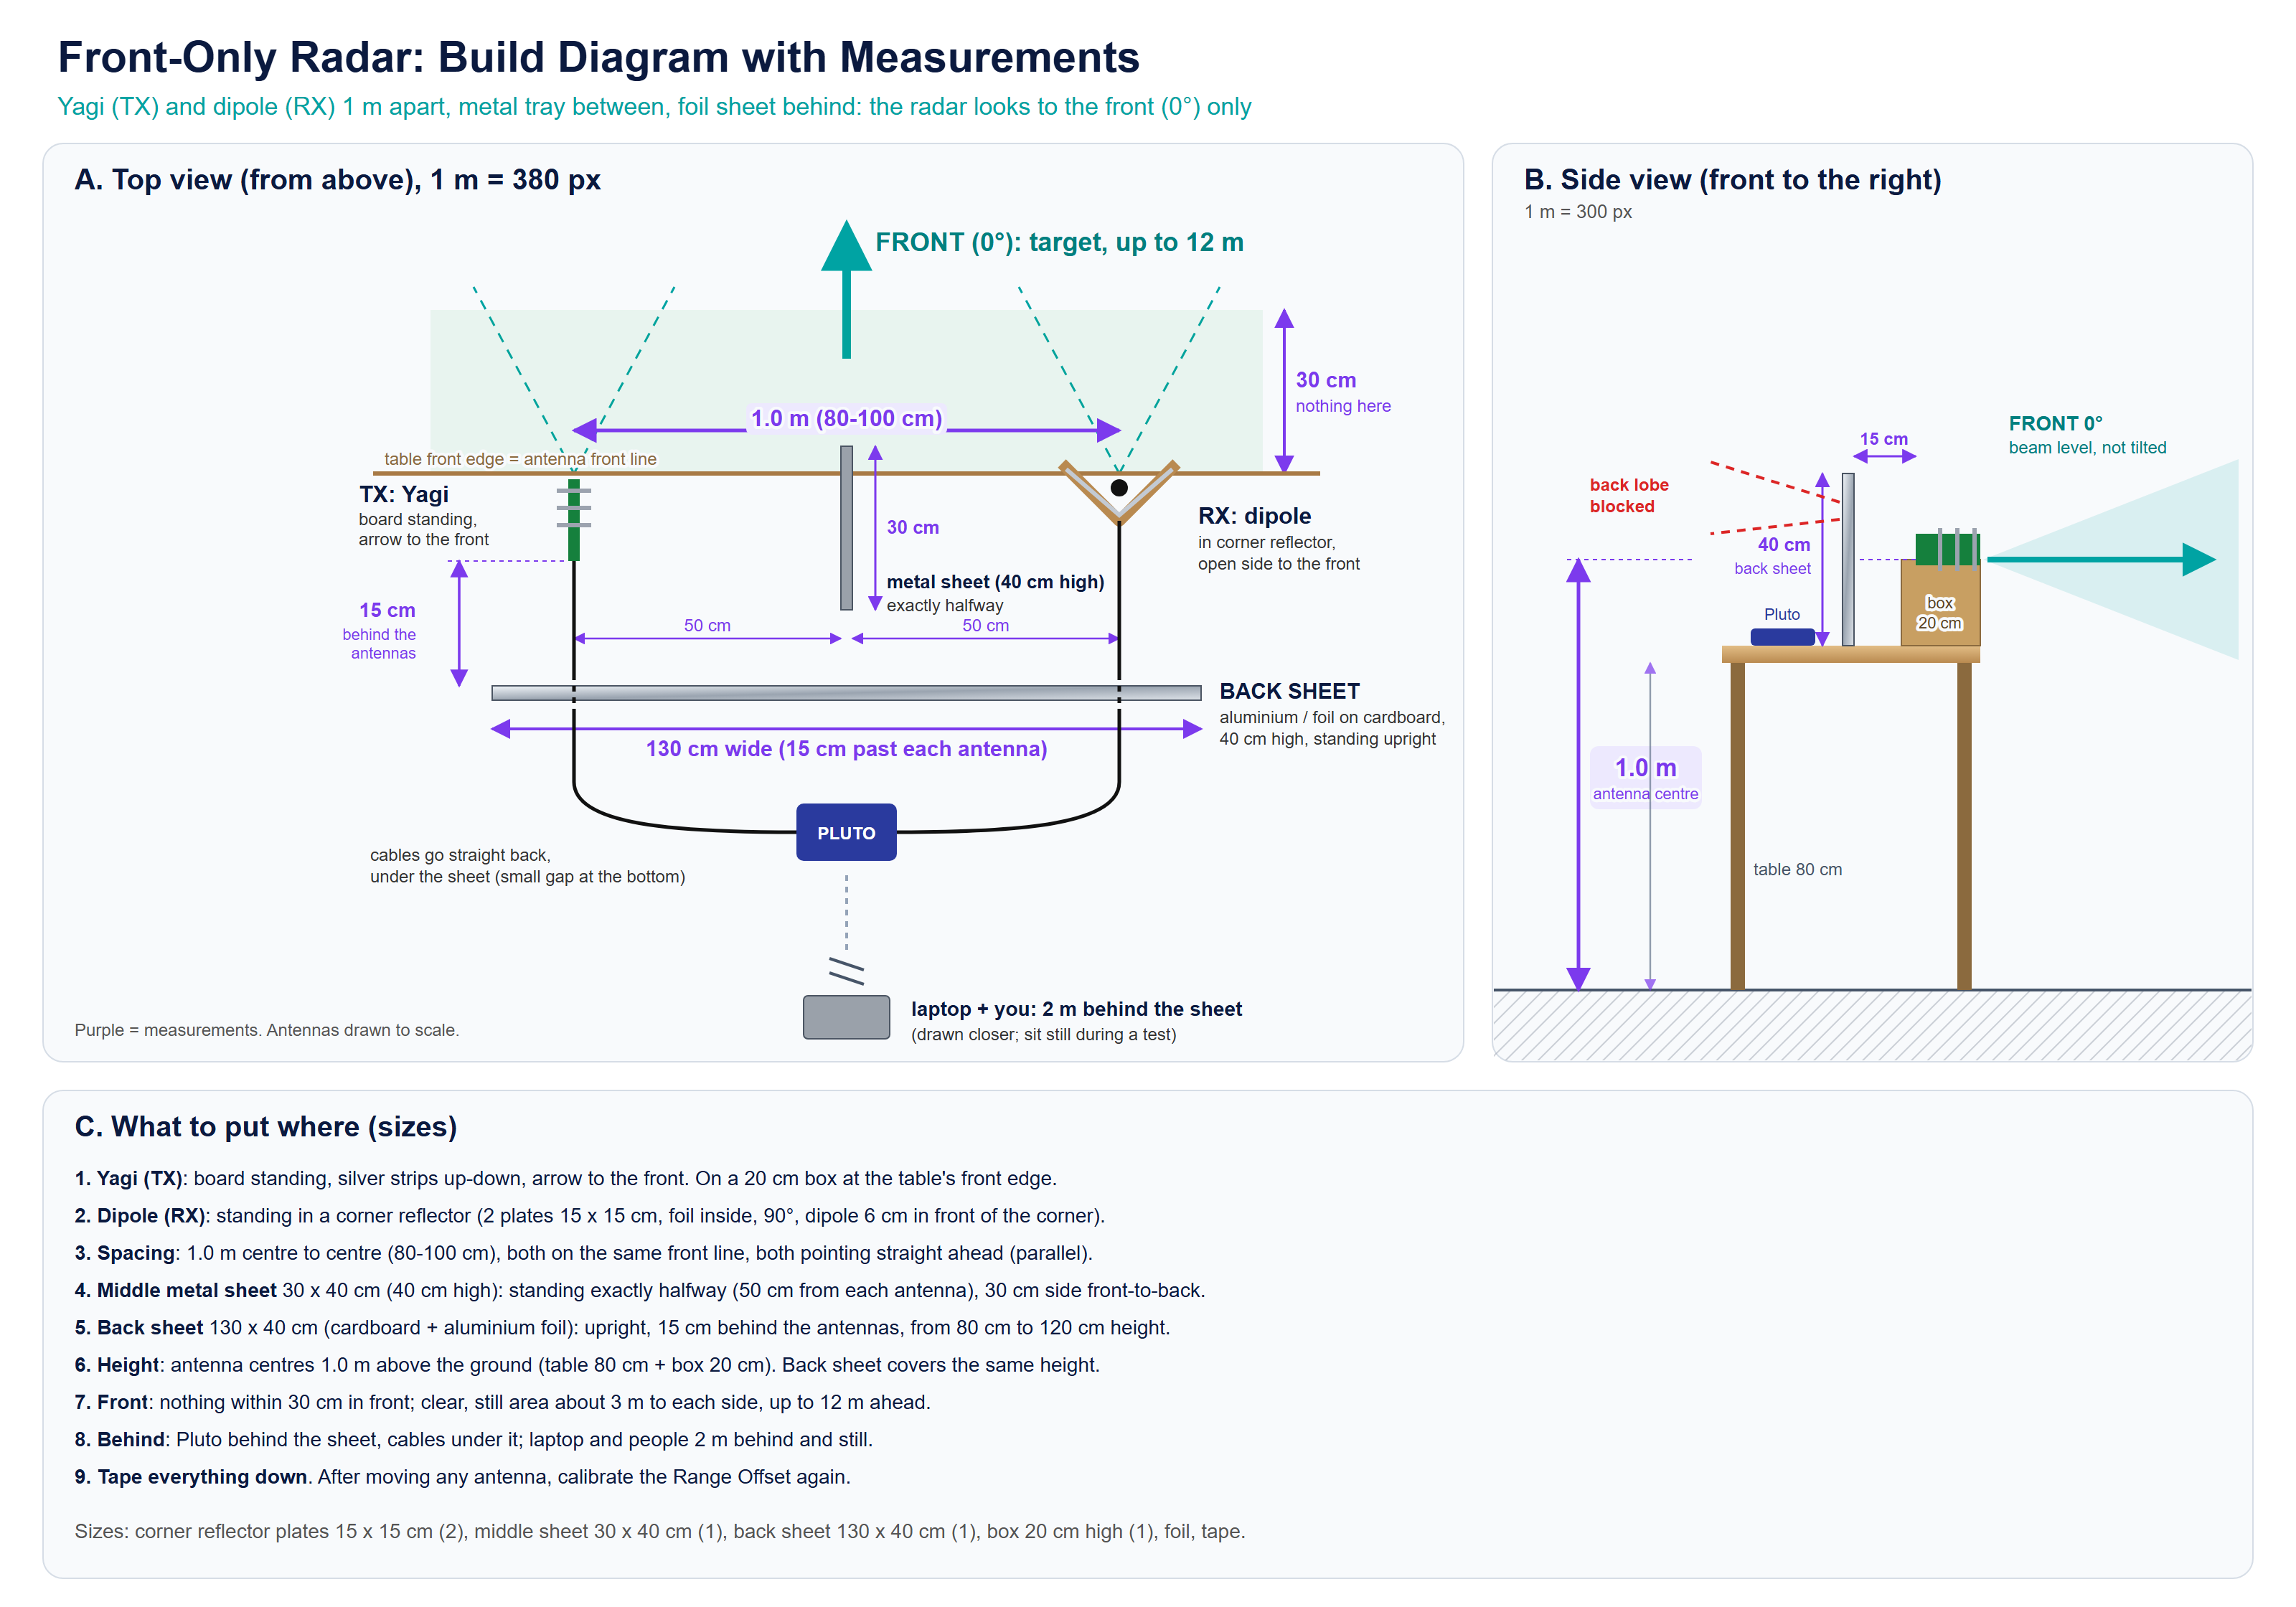 Front-Only Radar: Build Diagram with Measurements
Yagi (TX) and dipole (RX) 1 m apart, metal tray between, foil sheet behind: the radar looks to the front (0°) only
A. Top view (from above), 1 m = 380 px
FRONT (0°): target, up to 12 m
30 cm
nothing here
1.0 m (80-100 cm)
table front edge = antenna front line
TX: Yagi
board standing,
arrow to the front
30 cm
RX: dipole
in corner reflector,
open side to the front
metal sheet (40 cm high)
exactly halfway
15 cm
behind the
antennas
50 cm
50 cm
BACK SHEET
aluminium / foil on cardboard,
40 cm high, standing upright
130 cm wide (15 cm past each antenna)
PLUTO
cables go straight back,
under the sheet (small gap at the bottom)
laptop + you: 2 m behind the sheet
(drawn closer; sit still during a test)
Purple = measurements. Antennas drawn to scale.
B. Side view (front to the right)
1 m = 300 px
FRONT 0°
beam level, not tilted
15 cm
back lobe
blocked
40 cm
back sheet
Pluto
box
20 cm
1.0 m
antenna centre
table 80 cm
C. What to put where (sizes)
1. Yagi (TX): board standing, silver strips up-down, arrow to the front. On a 20 cm box at the table's front edge.
2. Dipole (RX): standing in a corner reflector (2 plates 15 x 15 cm, foil inside, 90°, dipole 6 cm in front of the corner).
3. Spacing: 1.0 m centre to centre (80-100 cm), both on the same front line, both pointing straight ahead (parallel).
4. Middle metal sheet 30 x 40 cm (40 cm high): standing exactly halfway (50 cm from each antenna), 30 cm side front-to-back.
5. Back sheet 130 x 40 cm (cardboard + aluminium foil): upright, 15 cm behind the antennas, from 80 cm to 120 cm height.
6. Height: antenna centres 1.0 m above the ground (table 80 cm + box 20 cm). Back sheet covers the same height.
7. Front: nothing within 30 cm in front; clear, still area about 3 m to each side, up to 12 m ahead.
8. Behind: Pluto behind the sheet, cables under it; laptop and people 2 m behind and still.
9. Tape everything down. After moving any antenna, calibrate the Range Offset again.
Sizes: corner reflector plates 15 x 15 cm (2), middle sheet 30 x 40 cm (1), back sheet 130 x 40 cm (1), box 20 cm high (1), foil, tape.